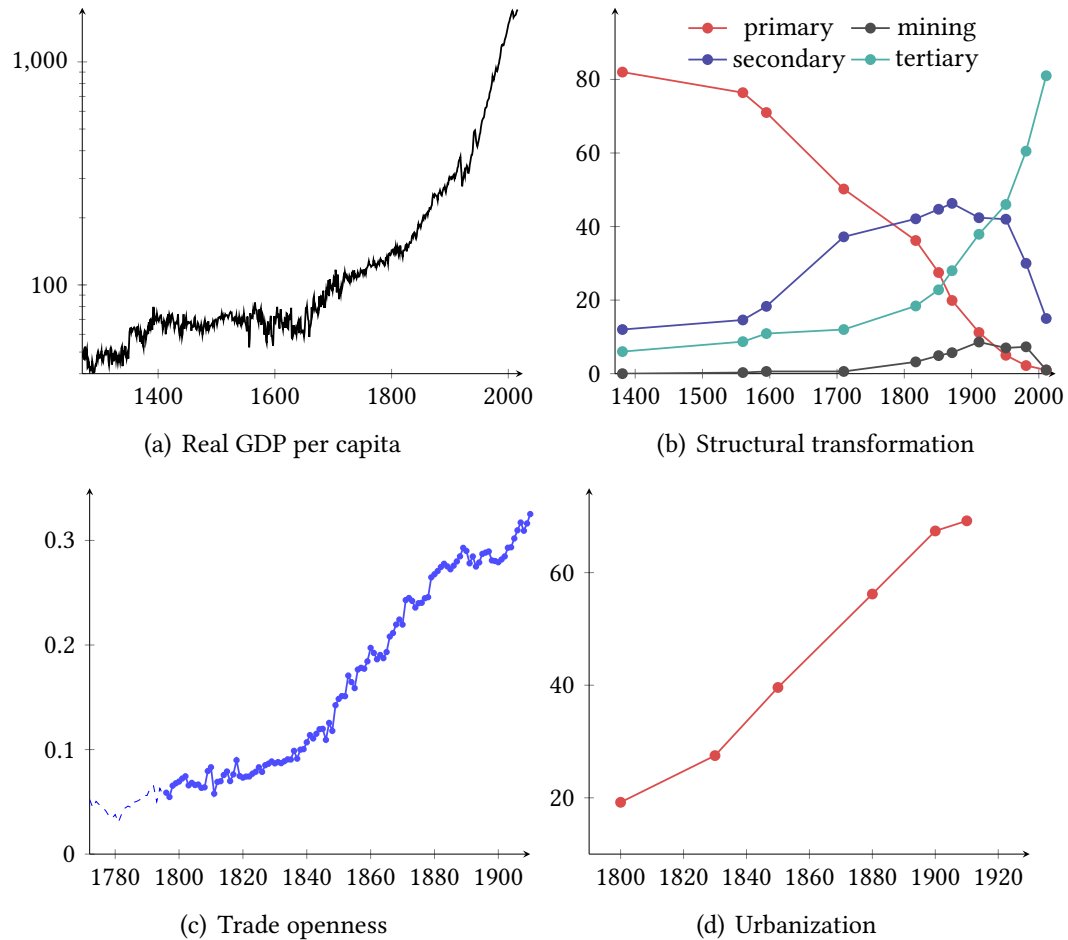 1,000
100
1400 1600 1800 2000
(a) Real GDP per capita
primary mining
secondary tertiary
80
60
40
20
0
1400 1500 1600 1700 1800 1900 2000
(b) Structural transformation
0.3
0.2
0.1
0
1780 1800 1820 1840 1860 1880 1900
(c) Trade openness
60
40
20
1800 1820 1840 1860 1880 1900 1920
(d) Urbanization